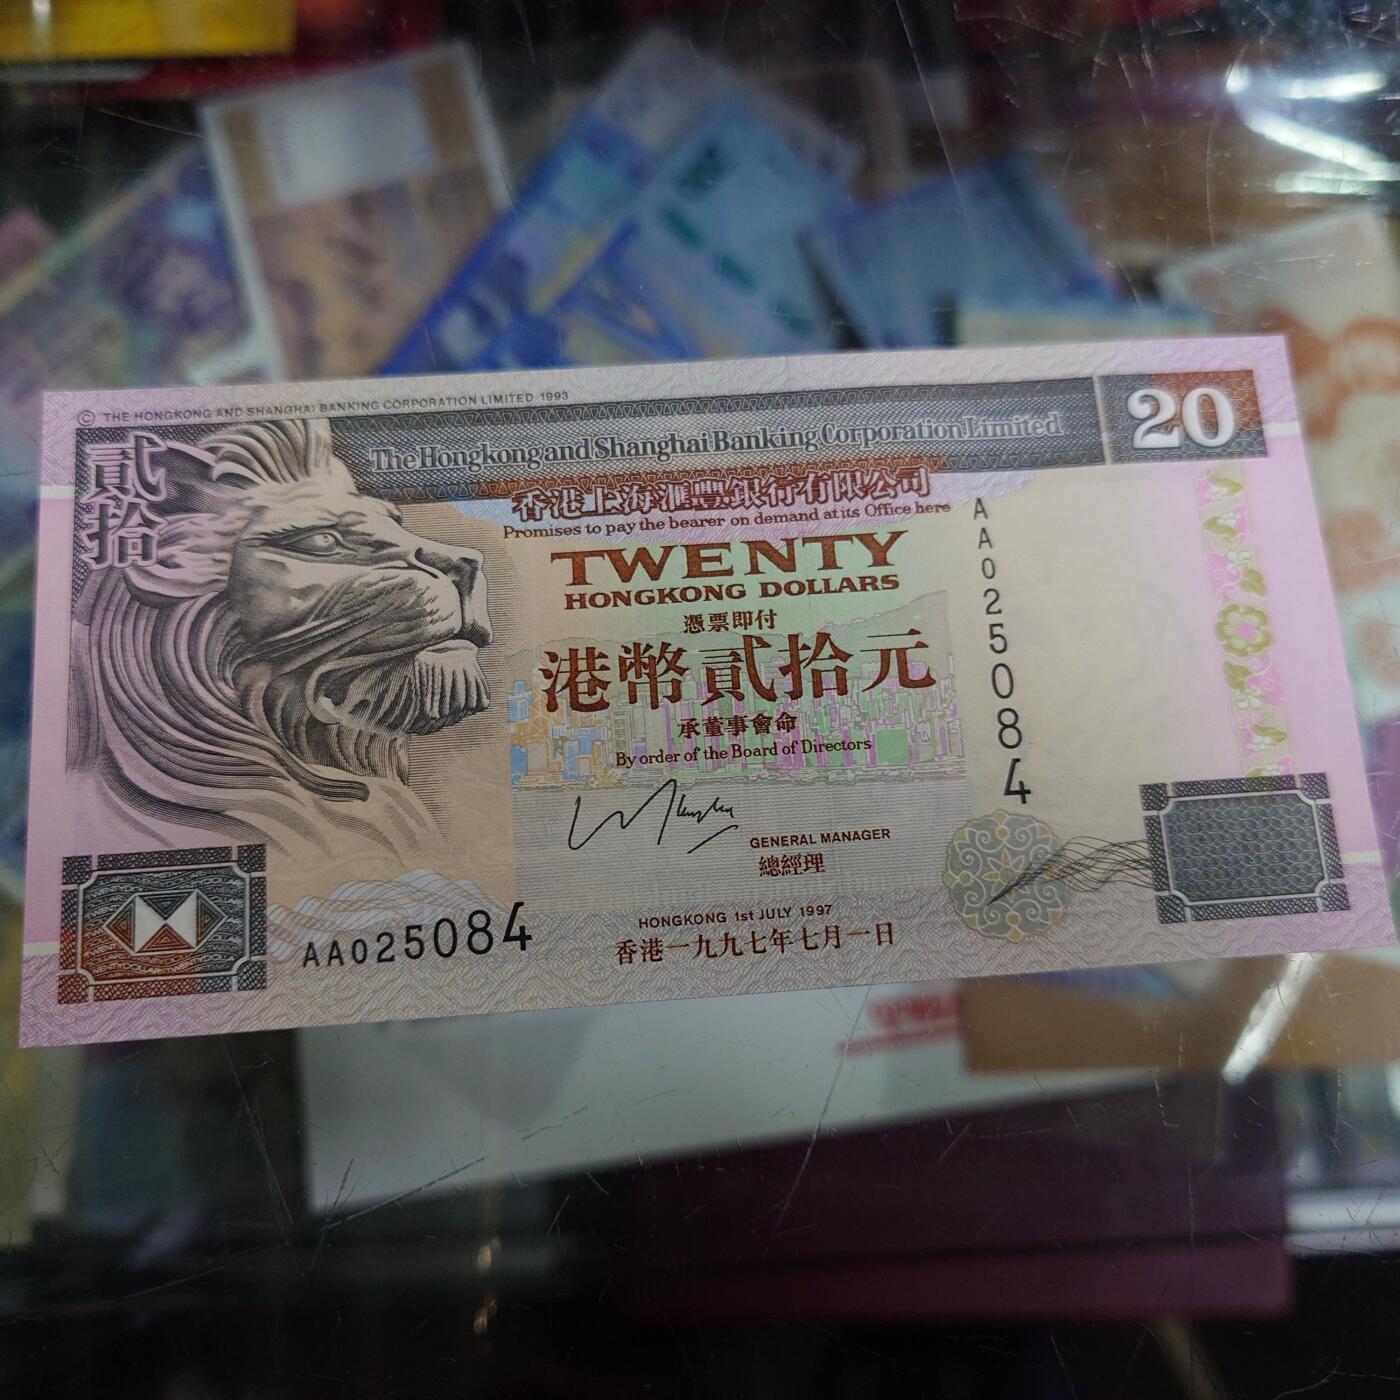 © THE HONGKONG AND SHANGHAI BANKING CORPORATION LIMITED 1993
The Hongkong and Shanghai Banking Corporation Limited
20
貳拾
香港上海滙豐銀行有限公司
Promises to pay the bearer on demand at its Office here
TWENTY
HONGKONG DOLLARS
憑票即付
港幣貳拾元
承董事會命
By order of the Board of Directors
GENERAL MANAGER
總經理
HONGKONG 1st JULY 1997
香港一九九七年七月一日
AA025084
AA025084